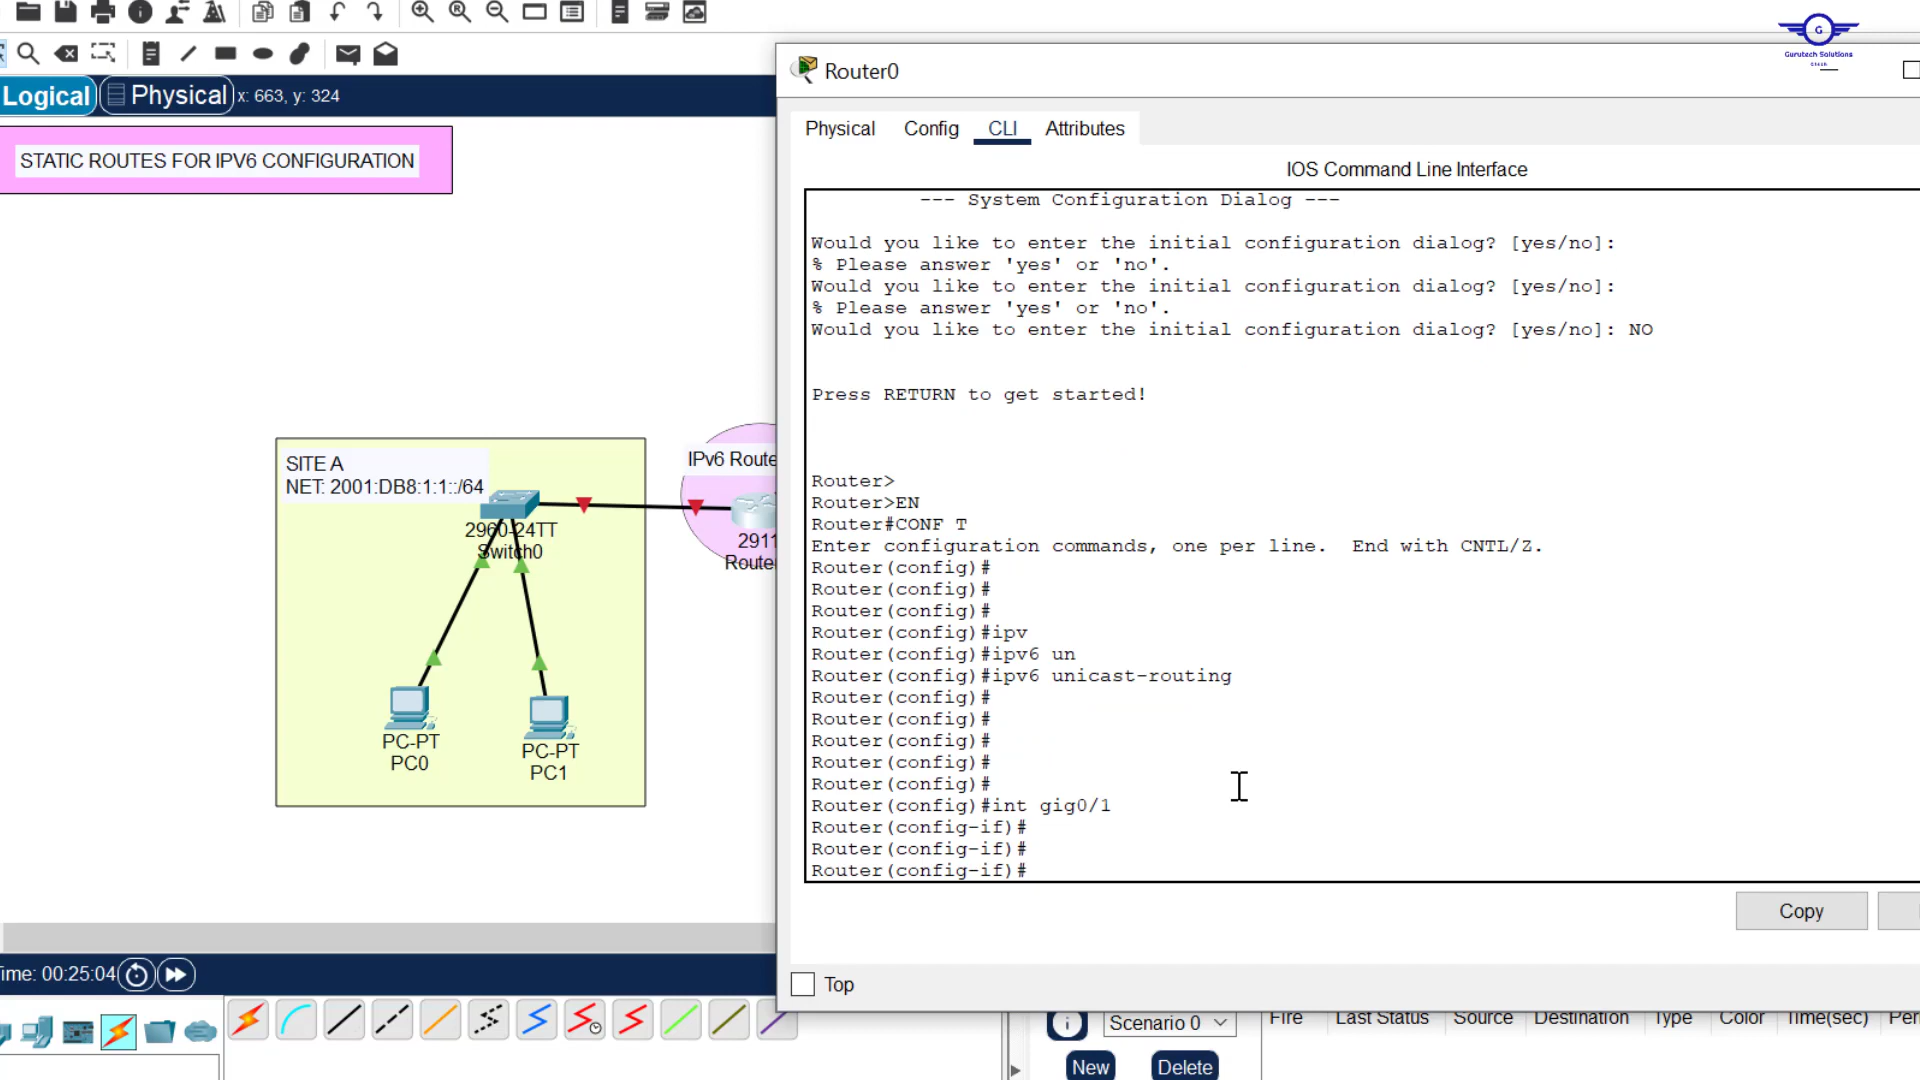 G
Gurutech Solutions
Router0
Logical
Physical
x: 663, y: 324
Physical
Config
CLI
Attributes
STATIC ROUTES FOR IPV6 CONFIGURATION
IOS Command Line Interface
--- System Configuration Dialog ---
Would you like to enter the initial configuration dialog? [yes/no]:
% Please answer 'yes' or 'no'.
Would you like to enter the initial configuration dialog? [yes/no]:
% Please answer 'yes' or 'no'.
Would you like to enter the initial configuration dialog? [yes/no]: NO
Press RETURN to get started!
Router>
Router>EN
Router#CONF T
Enter configuration commands, one per line.  End with CNTL/Z.
Router(config)#
Router(config)#
Router(config)#
Router(config)#ipv
Router(config)#ipv6 un
Router(config)#ipv6 unicast-routing
Router(config)#
Router(config)#
Router(config)#
Router(config)#
Router(config)#
Router(config)#int gig0/1
Router(config-if)#
Router(config-if)#
Router(config-if)#
SITE A
NET: 2001:DB8:1:1::/64
IPv6 Route
2960-24TT
Switch0
2911
Router
PC-PT
PC0
PC-PT
PC1
Copy
Top
ime: 00:25:04
Scenario 0
Fire
Last Status
Source
Destination
Type
Color
Time(sec)
Per
New
Delete